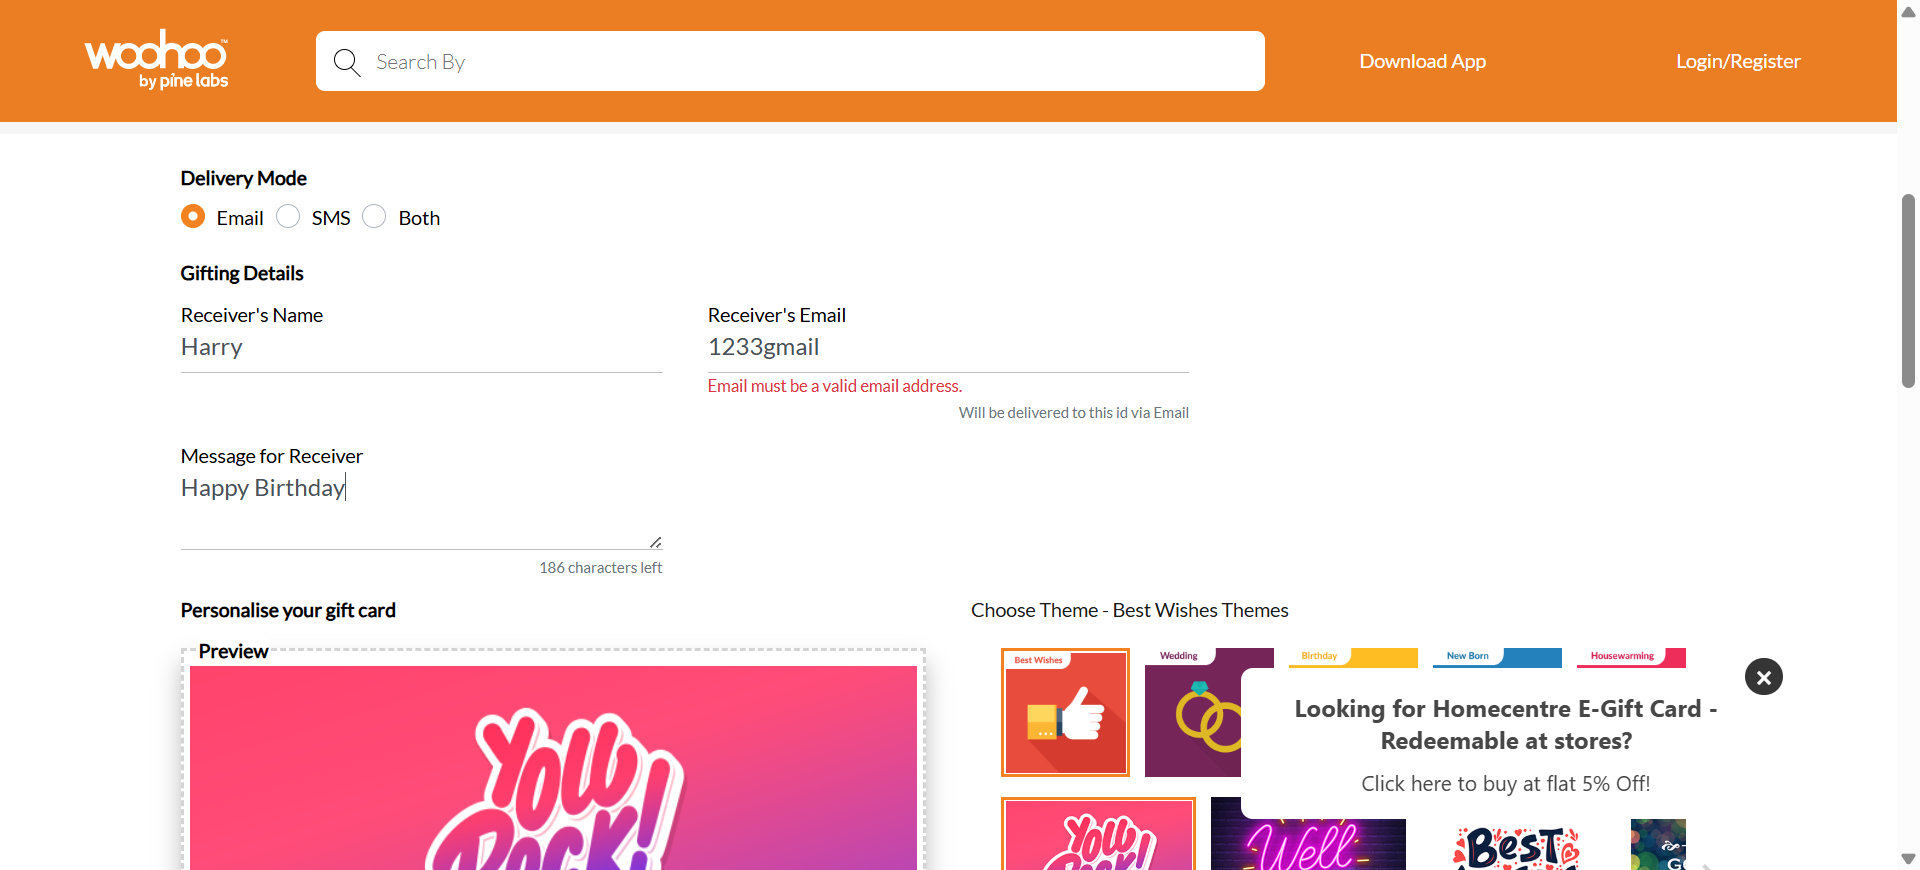 woohoo™
by pine labs
Search By
Download App
Login/Register
Delivery Mode
Email SMS Both
Gifting Details
Receiver's Name
Harry
Receiver's Email
1233gmail
Email must be a valid email address.
Will be delivered to this id via Email
Message for Receiver
Happy Birthday
186 characters left
Personalise your gift card
Preview
YOU
ROCK!
Choose Theme - Best Wishes Themes
Best Wishes
Wedding
Birthday
New Born
Housewarming
Looking for Homecentre E-Gift Card -
Redeemable at stores?
Click here to buy at flat 5% Off!
YOU
ROCK!
Well
BEST